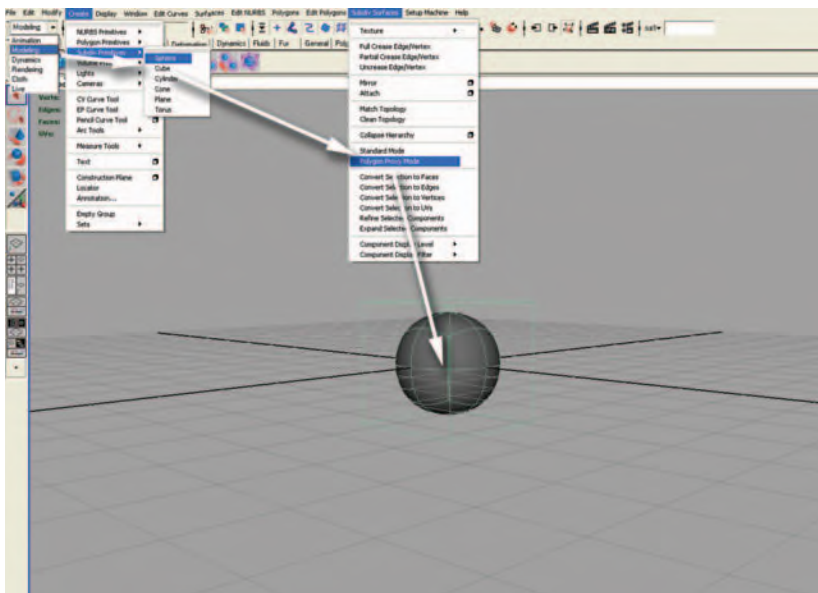 File Edit Modify Create Display Window Edit Curves Surfaces Edit NURBS Polygons Edit Polygons Subdiv Surfaces Setup Machine Help
Modeling
Animation
Modeling
Dynamics
Rendering
Cloth
Live
NURBS Primitives
Polygon Primitives
Subdiv Primitives
Volume
Lights
Cameras
CV Curve Tool
EP Curve Tool
Pencil Curve Tool
Arc Tools
Measure Tools
Text
Construction Plane
Locator
Annotation...
Empty Group
Sets
Sphere
Cube
Cylinder
Cone
Plane
Torus
Deformation Dynamics Fluids Fur General
sel*
Verts:
Edges:
Faces:
UVs:
Texture
Full Crease Edge/Vertex
Partial Crease Edge/Vertex
Uncrease Edge/Vertex
Mirror
Attach
Match Topology
Clean Topology
Collapse Hierarchy
Standard Mode
Polygon Proxy Mode
Convert Selection to Faces
Convert Selection to Edges
Convert Selection to Vertices
Convert Selection to UVs
Refine Selected Components
Expand Selected Components
Component Display Level
Component Display Filter